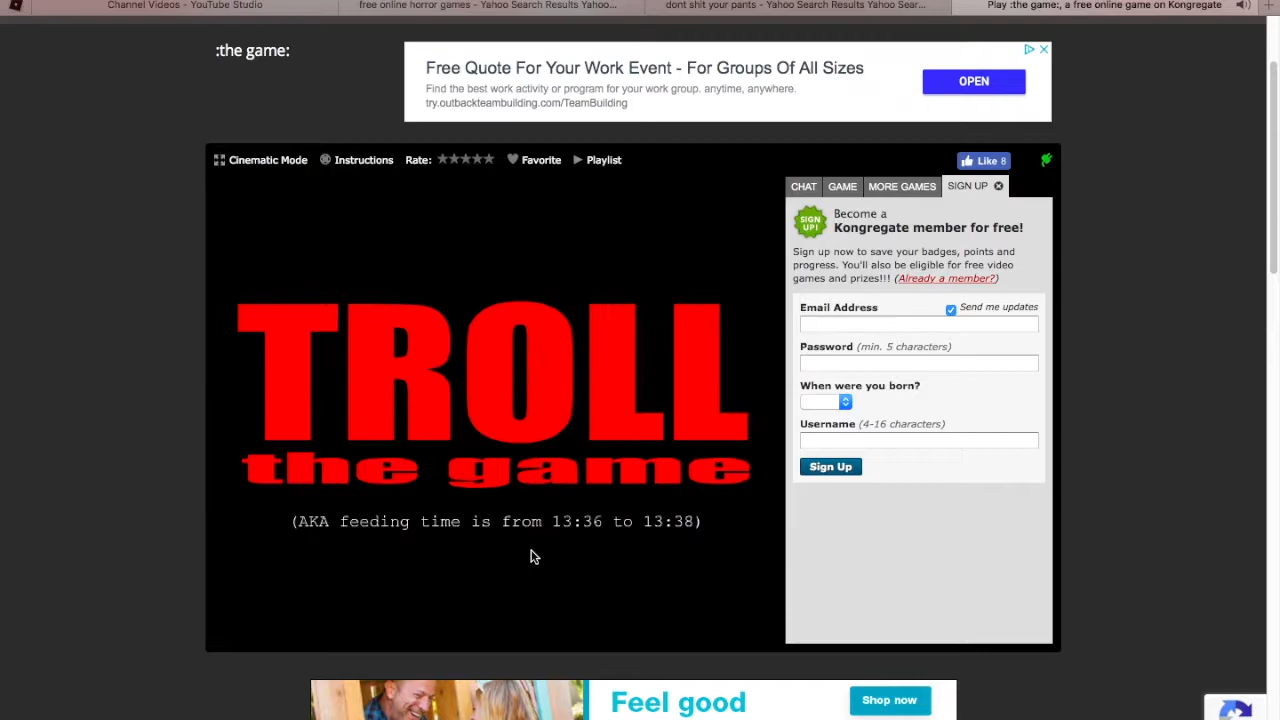 Channel Videos - YouTube Studio
free online horror games - Yahoo Search Results Yahoo...
dont shit your pants - Yahoo Search Results Yahoo Sear...
Play :the game:, a free online game on Kongregate
:the game:
Free Quote For Your Work Event - For Groups Of All Sizes
Find the best work activity or program for your work group. anytime, anywhere.
try.outbackteambuilding.com/TeamBuilding
OPEN
Cinematic Mode
Instructions
Rate:
Favorite
Playlist
Like 8
CHAT
GAME
MORE GAMES
SIGN UP
SIGN UP!
Become a
Kongregate member for free!
Sign up now to save your badges, points and
progress. You'll also be eligible for free video
games and prizes!!! (Already a member?)
Email Address
Send me updates
Password (min. 5 characters)
When were you born?
Username (4-16 characters)
Sign Up
TROLL
the game
(AKA feeding time is from 13:36 to 13:38)
Feel good
Shop now